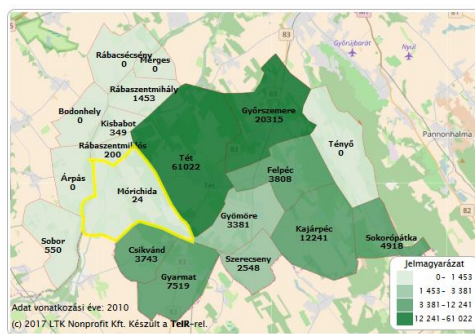 83
Győrújbarát
Nyúl
Rábacsécsény
0
Mérges
0
Rábaszentmihály
1453
Győrszemere
20315
Bodonhely
0
Kisbabot
349
Tényő
0
Pannonhalma
Rábaszentmiklós
200
Tét
61022
Felpéc
3808
Árpás
0
Mórichida
24
Gyömöre
3381
Kajárpéc
12241
Sokorópátka
4918
82
Sobor
550
Csikvánd
3743
Szerecseny
2548
Gyarmat
7519
Jelmagyarázat
0- 1 453
1 453- 3 381
3 381-12 241
12 241-61 022
Adat vonatkozási éve: 2010
(c) 2017 LTK Nonprofit Kft. Készült a TeIR-rel.